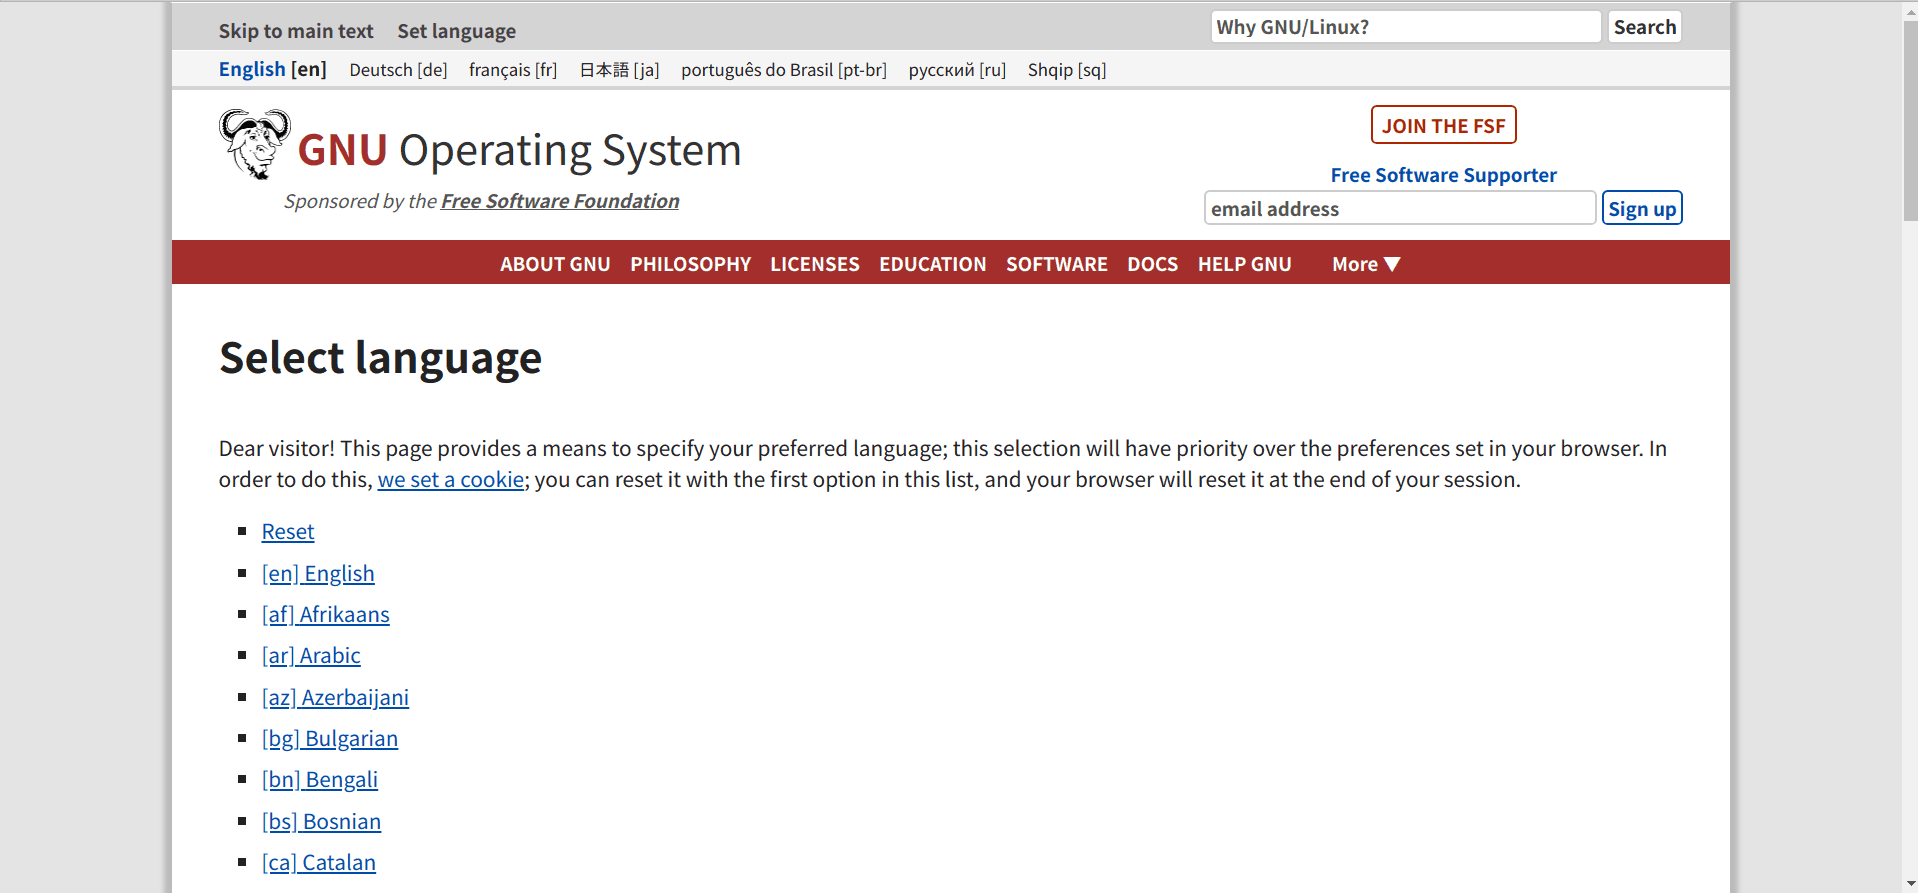 Skip to main text Set language Why GNU/Linux? Search
English [en] Deutsch [de] français [fr] 日本語 [ja] português do Brasil [pt-br] русский [ru] Shqip [sq]
GNU Operating System
Sponsored by the Free Software Foundation
JOIN THE FSF
Free Software Supporter
email address Sign up
ABOUT GNU PHILOSOPHY LICENSES EDUCATION SOFTWARE DOCS HELP GNU More ▼
Select language
Dear visitor! This page provides a means to specify your preferred language; this selection will have priority over the preferences set in your browser. In
order to do this, we set a cookie; you can reset it with the first option in this list, and your browser will reset it at the end of your session.
Reset
[en] English
[af] Afrikaans
[ar] Arabic
[az] Azerbaijani
[bg] Bulgarian
[bn] Bengali
[bs] Bosnian
[ca] Catalan